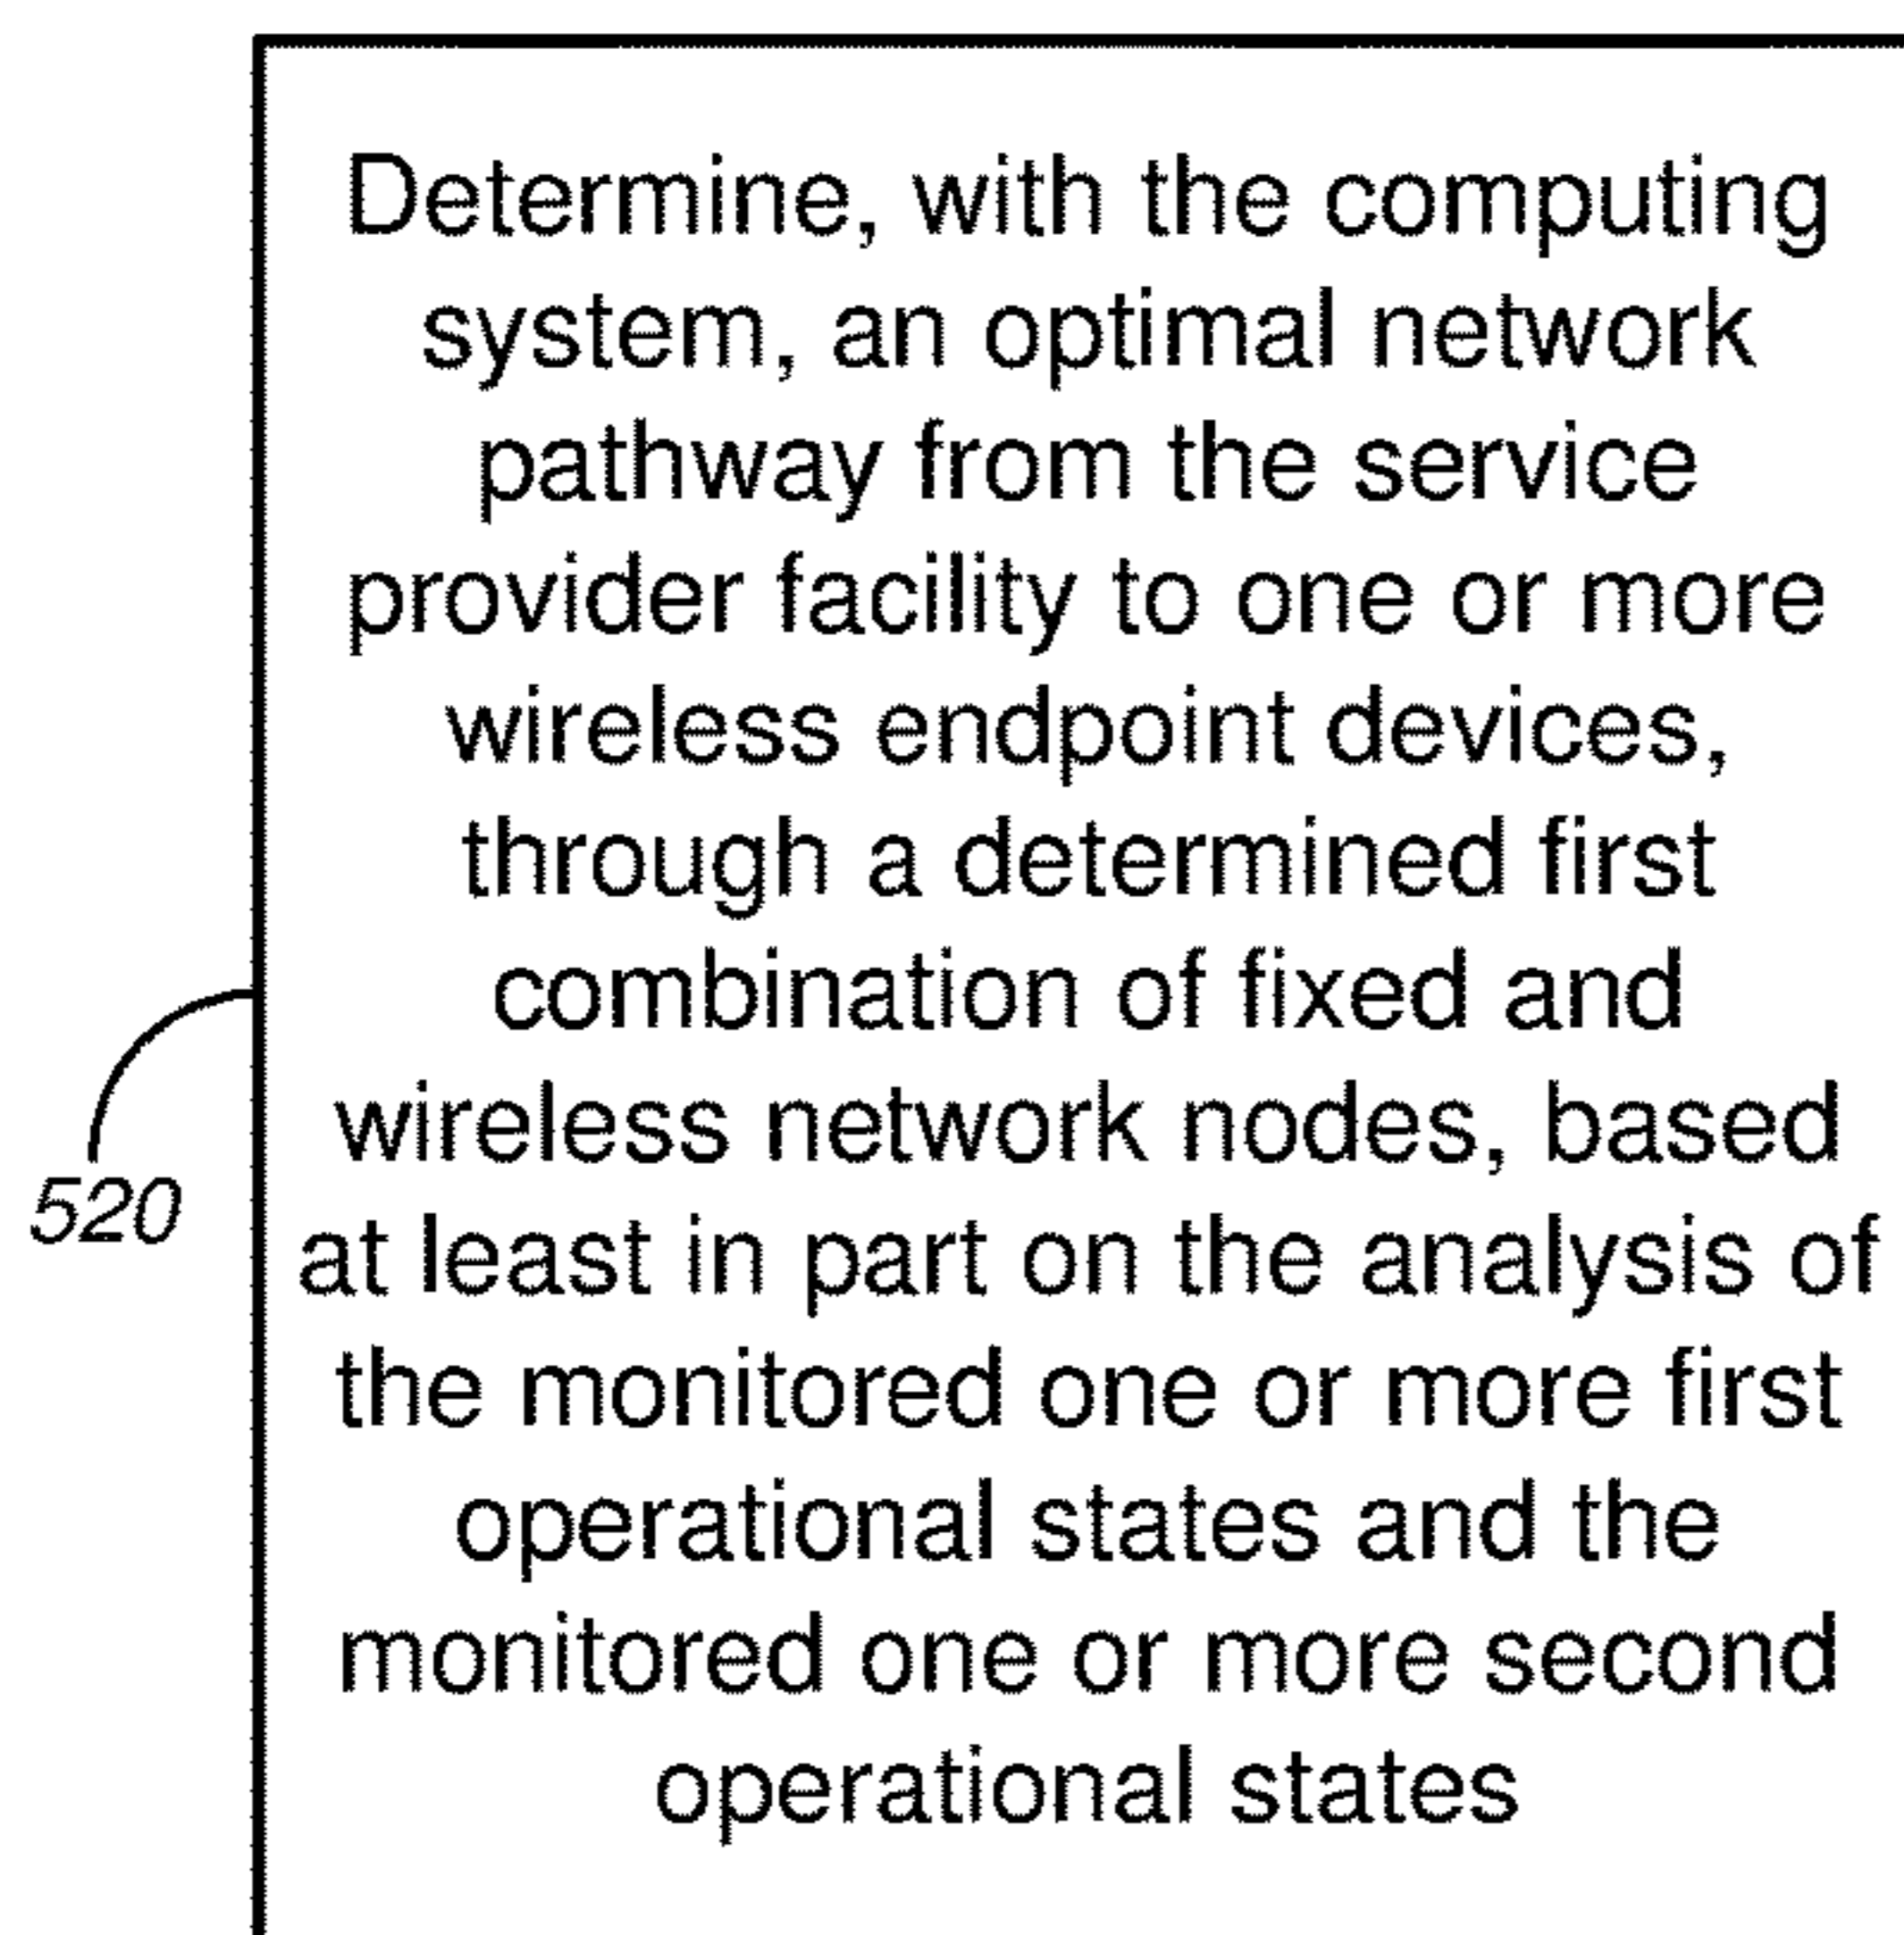 Determine, with the computing
system, an optimal network
pathway from the service
provider facility to one or more
wireless endpoint devices,
through a determined first
combination of fixed and
wireless network nodes, based
at least in part on the analysis of
the monitored one or more first
operational states and the
monitored one or more second
operational states
520